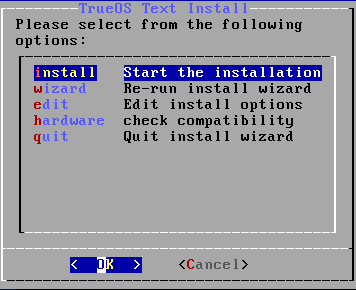 TrueOS Text Install
Please select from the following
options:
install Start the installation
wizard Re-run install wizard
edit Edit install options
hardware check compatibility
quit Quit install wizard
< OK > <Cancel>